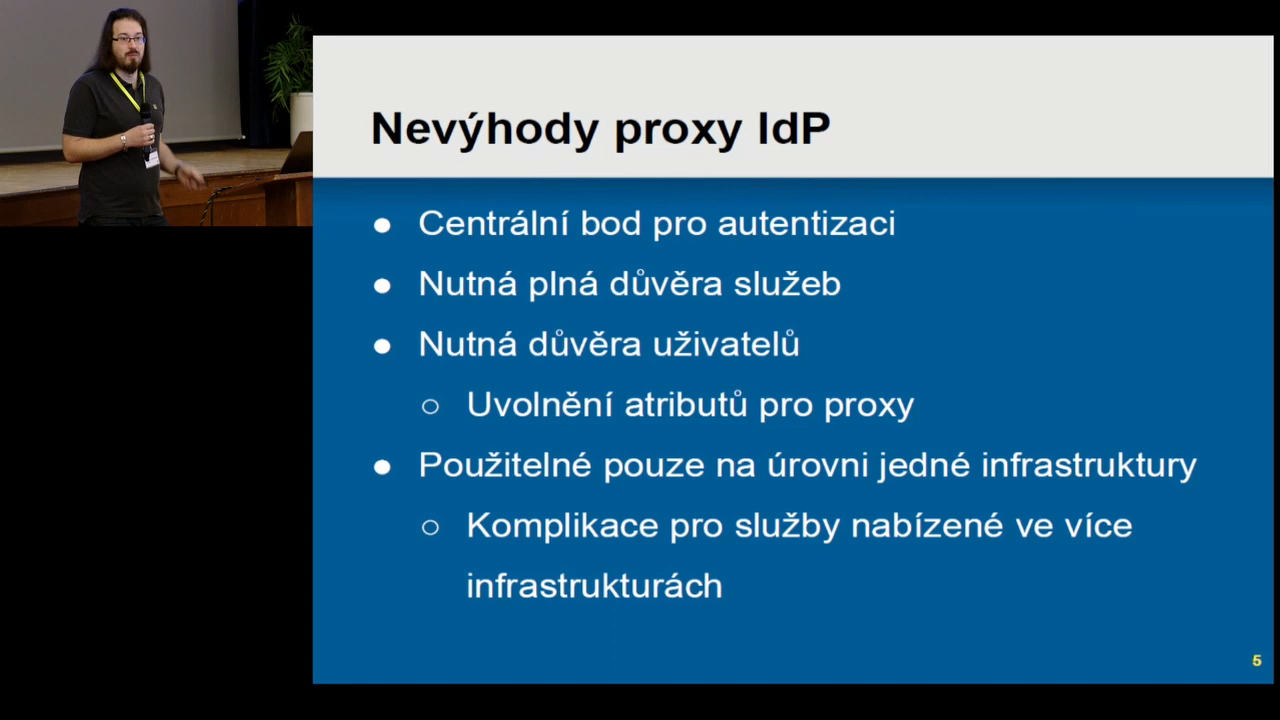 Nevýhody proxy IdP
● Centrální bod pro autentizaci
● Nutná plná důvěra služeb
● Nutná důvěra uživatelů
○ Uvolnění atributů pro proxy
● Použitelné pouze na úrovni jedné infrastruktury
○ Komplikace pro služby nabízené ve více
infrastrukturách
5